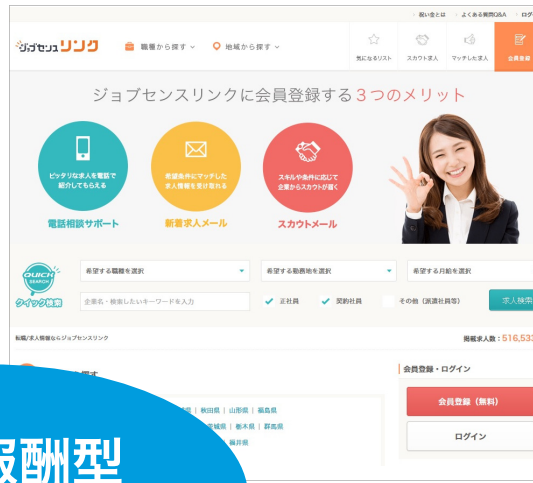 祝い金とは よくある質問Q&A ログ
ジョブセンスリンク 職種から探す 地域から探す
気になるリスト スカウト求人 マッチした求人 会員登録
ジョブセンスリンクに会員登録する3つのメリット
ピッタリな求人を電話で
紹介してもらえる
希望条件にマッチした
求人情報を受け取れる
スキルや条件に応じて
企業からスカウトが届く
電話相談サポート 新着求人メール スカウトメール
QUICK
SEARCH
クイック検索
希望する職種を選択 希望する勤務地を選択 希望する月給を選択
企業名・検索したいキーワードを入力 正社員 契約社員 その他（派遣社員等） 求人検索
転職/求人情報ならジョブセンスリンク 掲載求人数：516,533
す 会員登録・ログイン
秋田県 | 山形県 | 福島県
茨城県 | 栃木県 | 群馬県
福井県
会員登録（無料）
ログイン
報酬型